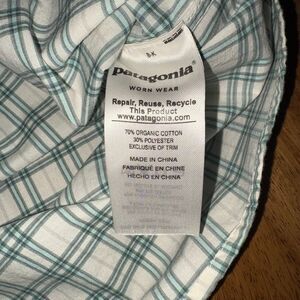 patagonia®
WORN WEAR
Repair, Reuse, Recycle
This Product
www.patagonia.com
70% ORGANIC COTTON
30% POLYESTER
EXCLUSIVE OF TRIM
MADE IN CHINA
FABRIQUÉ EN CHINE
HECHO EN CHINA